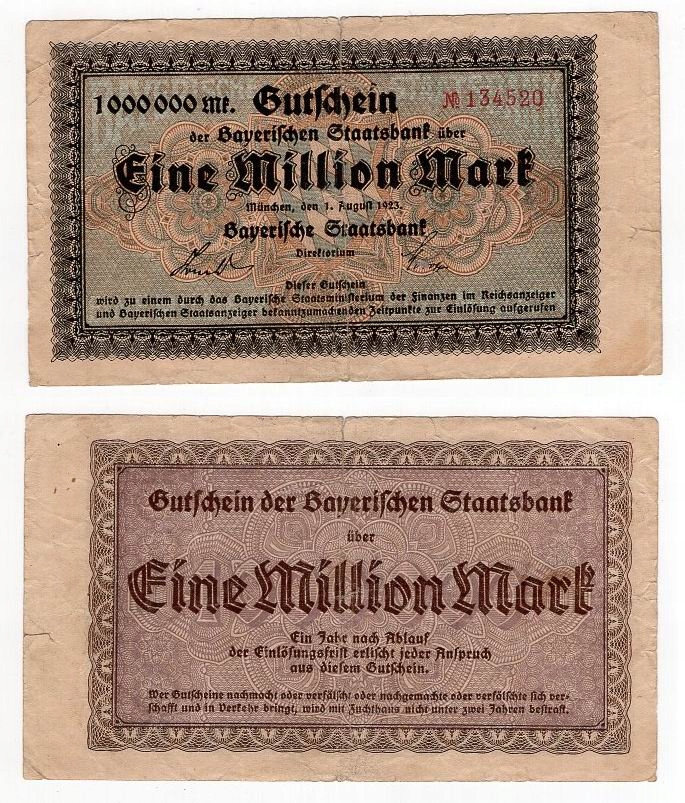 1000000 Mk. Gutschein № 134520
der Bayerischen Staatsbank über
Eine Million Mark
München, den 1. August 1923.
Bayerische Staatsbank
Direktorium
Dieser Gutschein
wird zu einem durch das Bayerische Staatsministerium der Finanzen im Reichsanzeiger
und Bayerischen Staatsanzeiger bekanntzumachenden Zeitpunkte zur Einlösung aufgerufen
Gutschein der Bayerischen Staatsbank
über
Eine Million Mark
Ein Jahr nach Ablauf
der Einlösungsfrist erlischt jeder Anspruch
aus diesem Gutschein.
Wer Gutscheine nachmacht oder verfälscht oder nachgemachte oder verfälschte sich ver-
schafft und in Verkehr bringt, wird mit Zuchthaus nicht unter zwei Jahren bestraft.